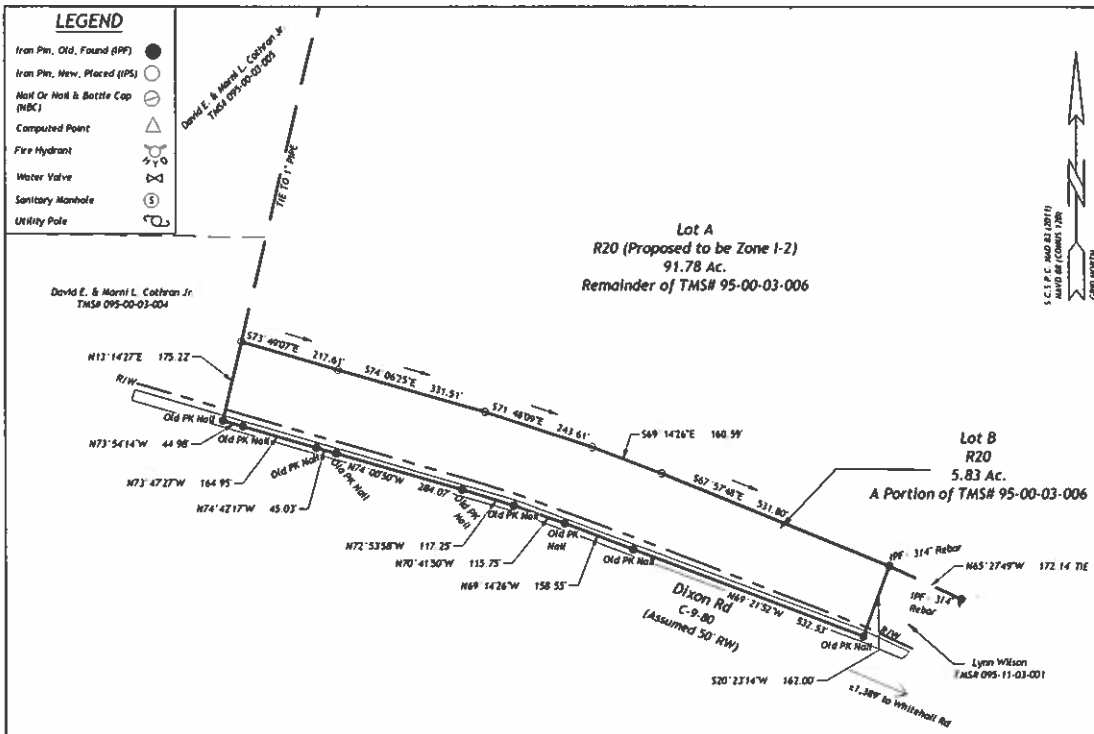 LEGEND
Iron Pin, Old, Found (IPF)
Iron Pin, New, Placed (IPS)
Nail Or Nail & Bottle Cap
(NBC)
Computed Point
Fire Hydrant
HYD
Water Valve
Sanitary Manhole
S
Utility Pole
David E. & Marni L. Cothran Jr.
TMS# 095-00-03-005
TIE TO 1" PIPE
David E. & Marni L. Cothran Jr.
TMS# 095-00-03-004
Lot A
R20 (Proposed to be Zone I-2)
91.78 Ac.
Remainder of TMS# 95-00-03-006
GRID NORTH
N13°14'27"E 175.22'
S73°49'07"E 217.61'
S74°06'25"E 331.51'
S71°48'09"E 243.61'
S69°14'26"E 160.59'
S67°57'48"E 531.80'
Lot B
R20
5.83 Ac.
A Portion of TMS# 95-00-03-006
R/W
Old PK Nail
Old PK Nail
Old PK Nail
Old PK Nail
Old PK Nail
Old PK Nail
Old PK Nail
Old PK Nail
Old PK Nail
N73°54'14"W 44.98'
N73°47'27"W 164.95'
N74°42'17"W 45.03'
N74°00'50"W 284.07'
N72°53'58"W 117.25'
N70°41'50"W 115.75'
N69°14'26"W 158.55'
N69°21'52"W 532.53'
Dixon Rd
C-9-80
(Assumed 50' RW)
IPF - 3/4" Rebar
N65°27'49"W 172.14' TIE
IPF - 3/4"
Rebar
R/W
S20°23'14"W 162.00'
Lynn Wilson
TMS# 095-11-03-001
±1,389' to Whitehall Rd